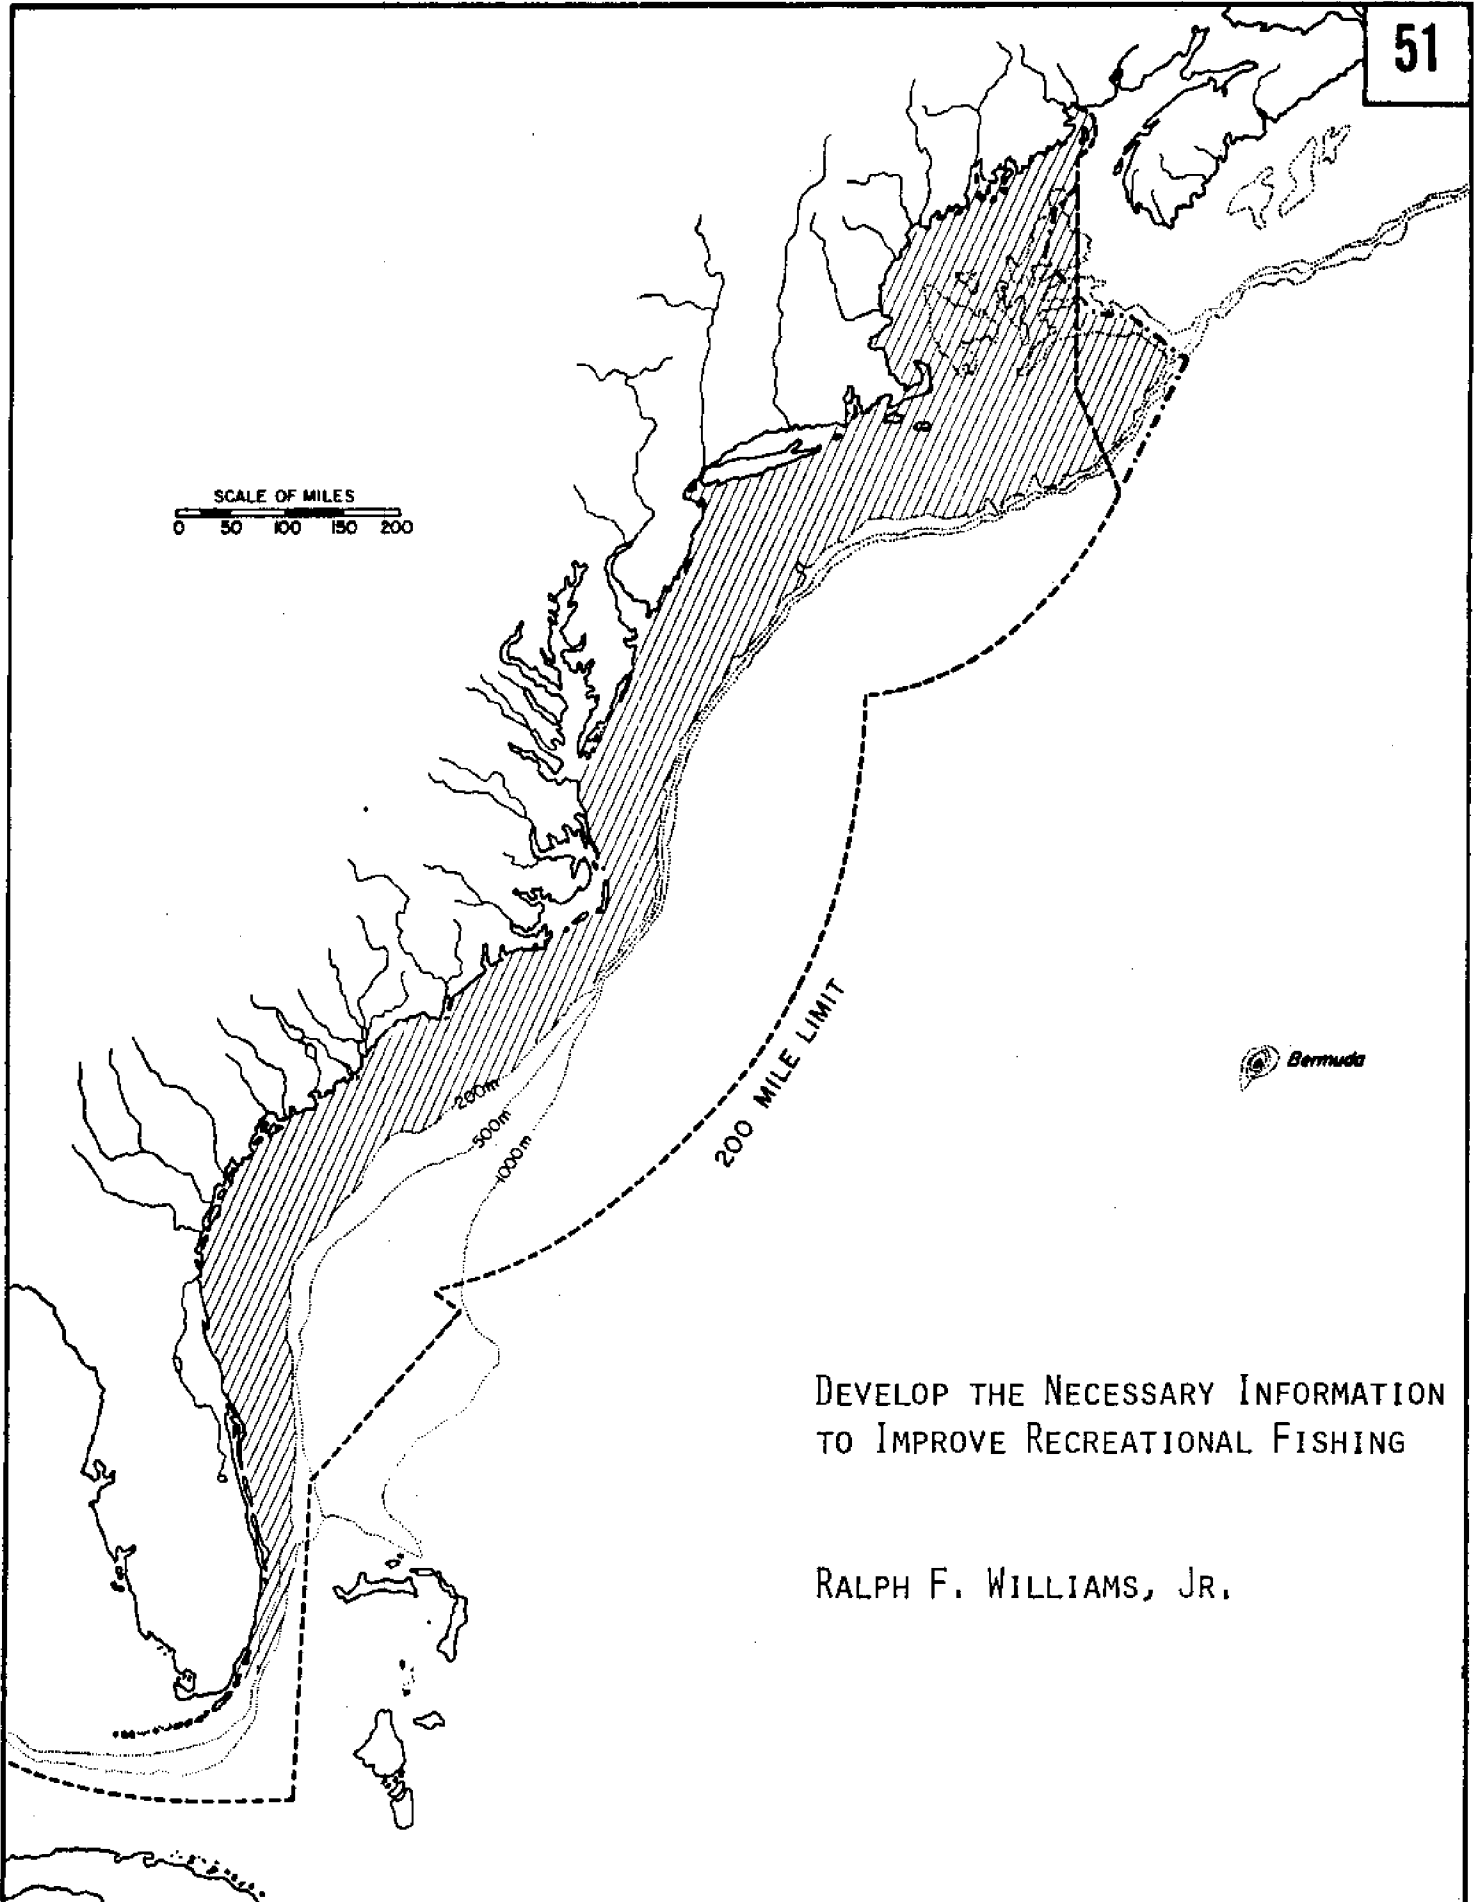 51
SCALE OF MILES
0 50 100 150 200
200 MILE LIMIT
Bermuda
200m
500m
1000m
DEVELOP THE NECESSARY INFORMATION
TO IMPROVE RECREATIONAL FISHING
RALPH F. WILLIAMS, JR.